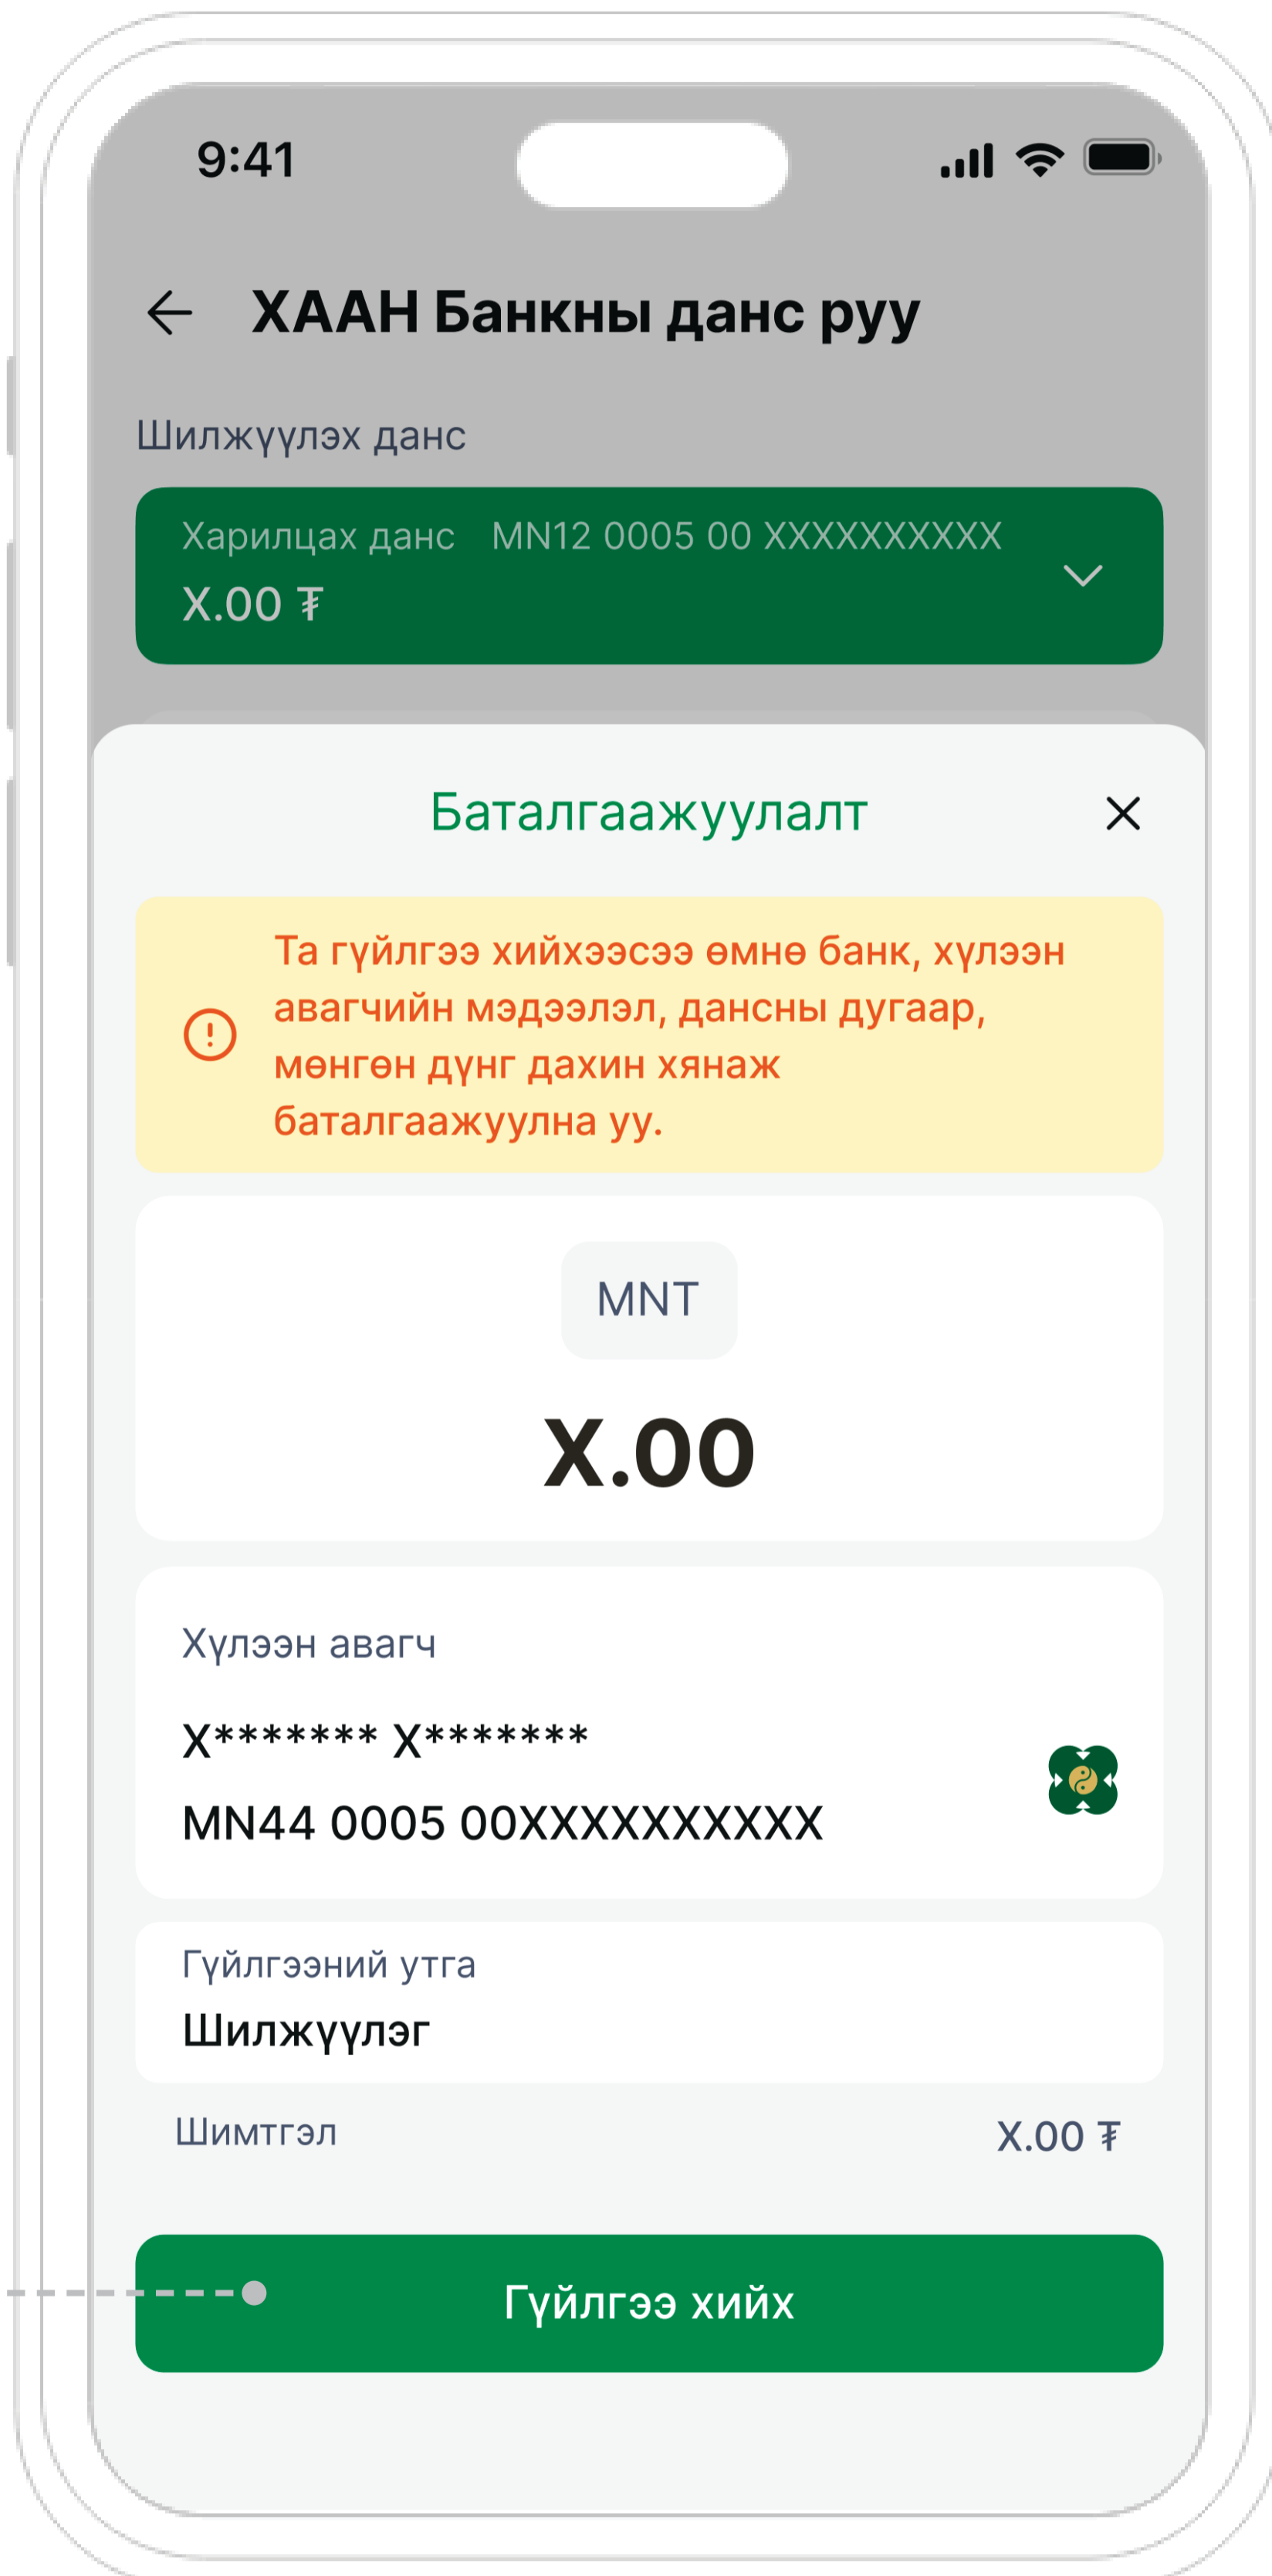 9:41
ХААН Банкны данс руу
Шилжүүлэх данс
Харилцах данс MN12 0005 00 XXXXXXXXXX
X.00 ₮
Баталгаажуулалт
Та гүйлгээ хийхээсээ өмнө банк, хүлээн
авагчийн мэдээлэл, дансны дугаар,
мөнгөн дүнг дахин хянаж
баталгаажуулна уу.
MNT
X.00
Хүлээн авагч
X******* X*******
MN44 0005 00XXXXXXXXXX
Гүйлгээний утга
Шилжүүлэг
Шимтгэл X.00 ₮
Гүйлгээ хийх